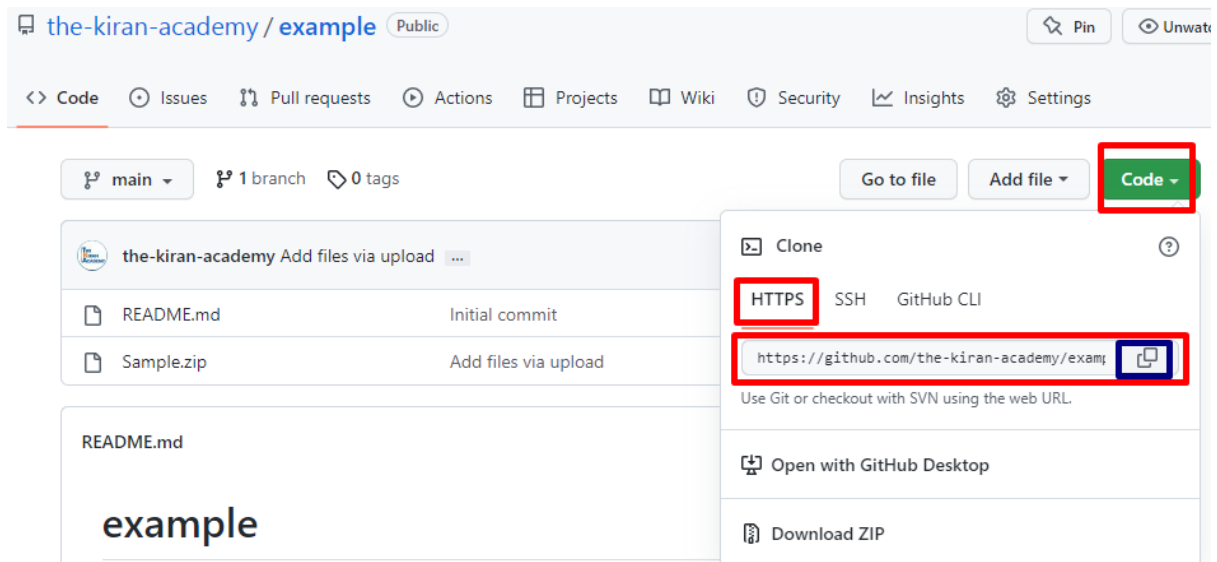 the-kiran-academy / example Public
Pin
Unwatc
<> Code
Issues
Pull requests
Actions
Projects
Wiki
Security
Insights
Settings
main
1 branch
0 tags
Go to file
Add file
Code
the-kiran-academy Add files via upload ...
README.md Initial commit
Sample.zip Add files via upload
Clone
HTTPS
SSH
GitHub CLI
https://github.com/the-kiran-academy/examp
Use Git or checkout with SVN using the web URL.
Open with GitHub Desktop
Download ZIP
README.md
example